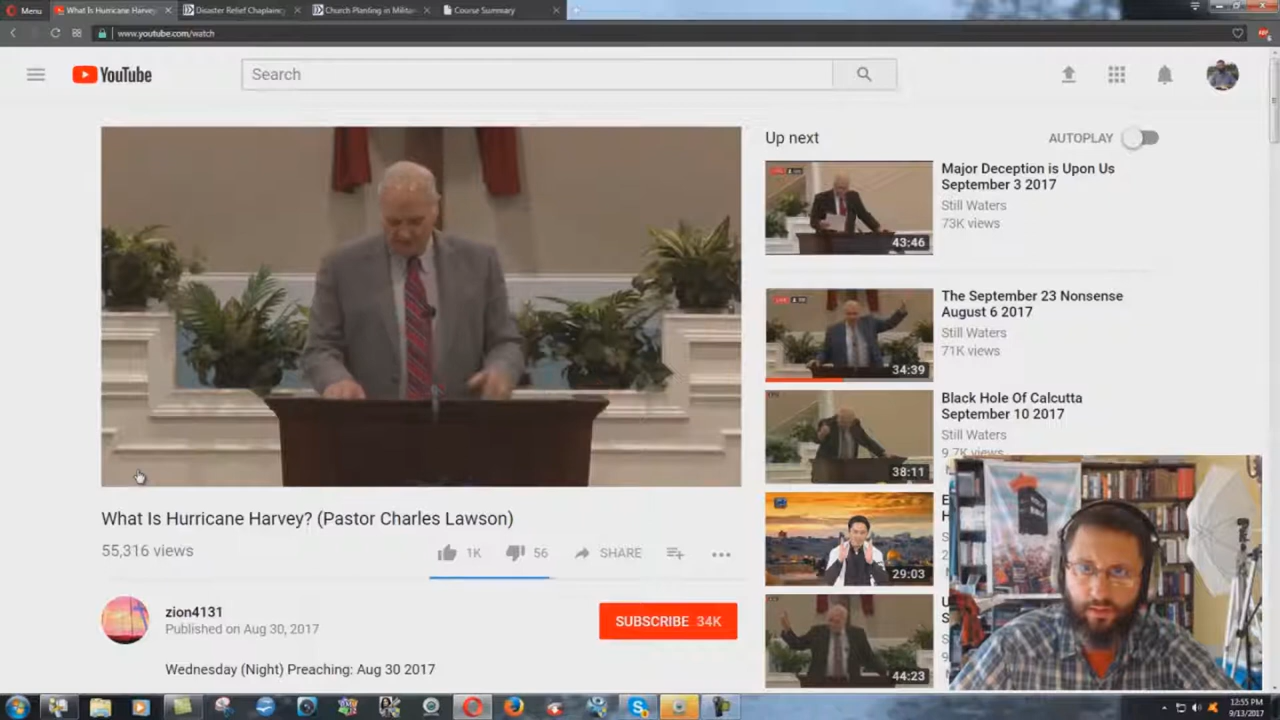 Menu
What Is Hurricane Harvey
Disaster Relief Chaplaincy
Church Planting in Militar
Course Summary
www.youtube.com/watch
YouTube
Search
Up next
AUTOPLAY
Major Deception is Upon Us
September 3 2017
Still Waters
73K views
43:46
The September 23 Nonsense
August 6 2017
Still Waters
71K views
34:39
Black Hole Of Calcutta
September 10 2017
Still Waters
9.7K views
38:11
29:03
44:23
What Is Hurricane Harvey? (Pastor Charles Lawson)
55,316 views
1K
56
SHARE
zion4131
Published on Aug 30, 2017
SUBSCRIBE 34K
Wednesday (Night) Preaching: Aug 30 2017
12:55 PM
9/13/2017